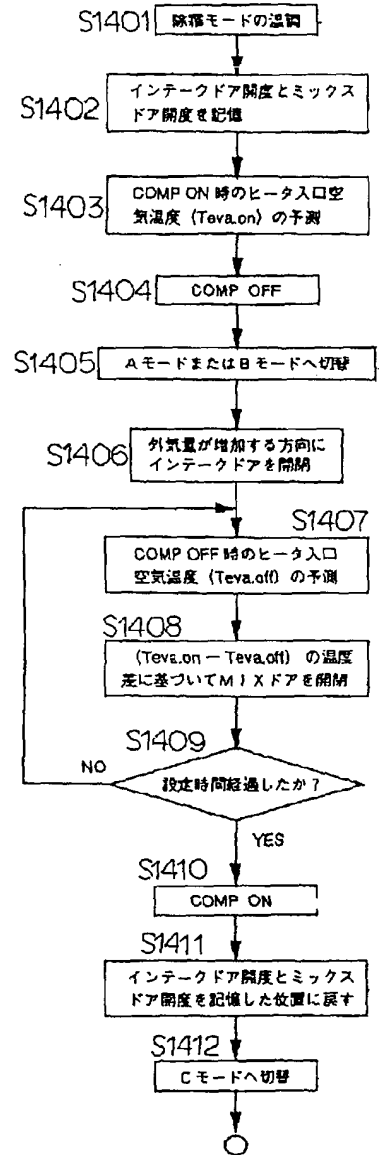 S1401
除湿モードの温調
S1402
インテークドア開度とミックス
ドア開度を記憶
S1403
COMP ON 時のヒータ入口空
気温度 (Teva.on) の予測
S1404
COMP OFF
S1405
AモードまたはBモードへ切替
S1406
外気量が増加する方向に
インテークドアを開閉
S1407
COMP OFF 時のヒータ入口
空気温度 (Teva.off) の予測
S1408
(Teva.on − Teva.off) の温度
差に基づいてMIXドアを開閉
S1409
設定時間経過したか?
NO
YES
S1410
COMP ON
S1411
インテークドア開度とミックス
ドア開度を記憶した位置に戻す
S1412
Cモードへ切替